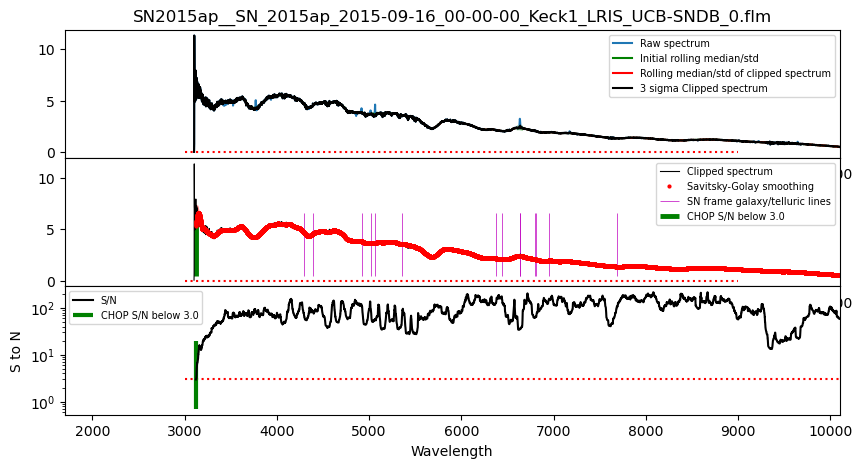 SN2015ap__SN_2015ap_2015-09-16_00-00-00_Keck1_LRIS_UCB-SNDB_0.flm
10
5
0
Raw spectrum
Initial rolling median/std
Rolling median/std of clipped spectrum
3 sigma Clipped spectrum
00
10
5
0
Clipped spectrum
Savitsky-Golay smoothing
SN frame galaxy/telluric lines
CHOP S/N below 3.0
00
S to N
10²
10¹
10⁰
S/N
CHOP S/N below 3.0
2000 3000 4000 5000 6000 7000 8000 9000 10000
Wavelength